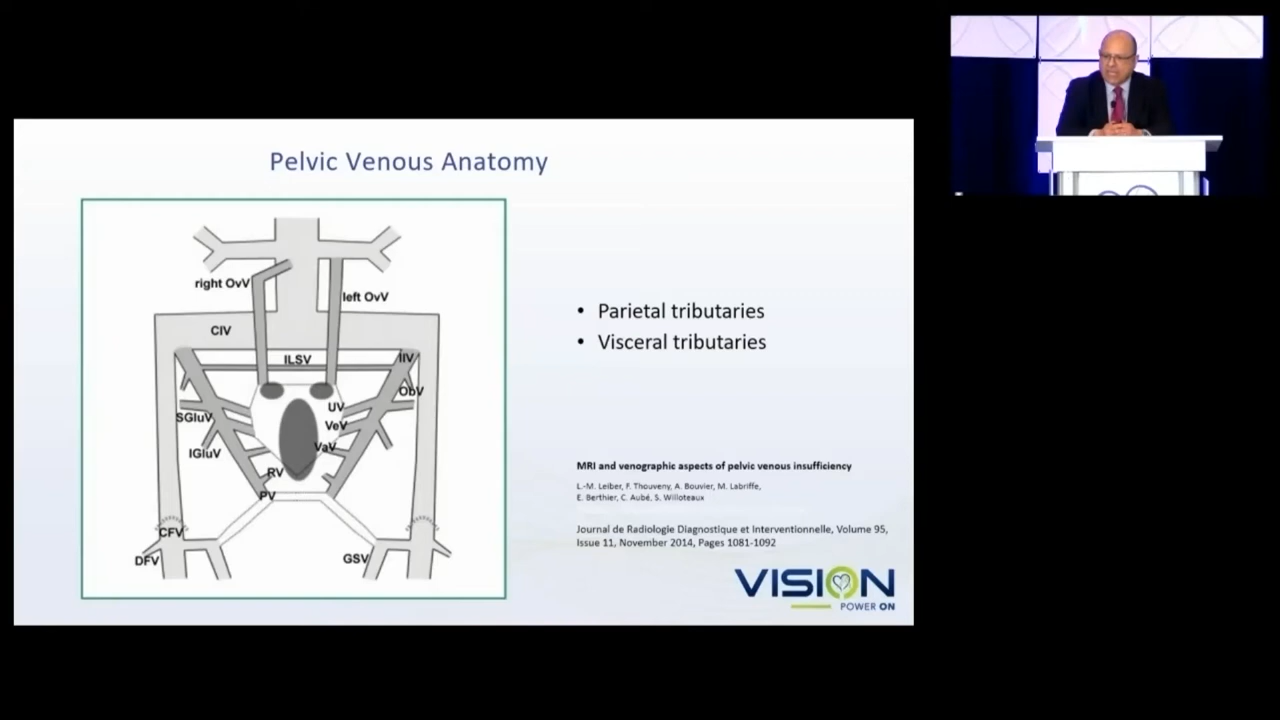 Pelvic Venous Anatomy
right OvV
left OvV
CIV
ILSV
IIV
ObV
SGluV
UV
VeV
IGluV
VaV
RV
PV
CFV
DFV
GSV
• Parietal tributaries
• Visceral tributaries
MRI and venographic aspects of pelvic venous insufficiency
L.-M. Leiber, F. Thouveny, A. Bouvier, M. Labriffe,
E. Berthier, C. Aubé, S. Willoteaux
Journal de Radiologie Diagnostique et Interventionnelle, Volume 95,
Issue 11, November 2014, Pages 1081-1092
VISION
POWER ON